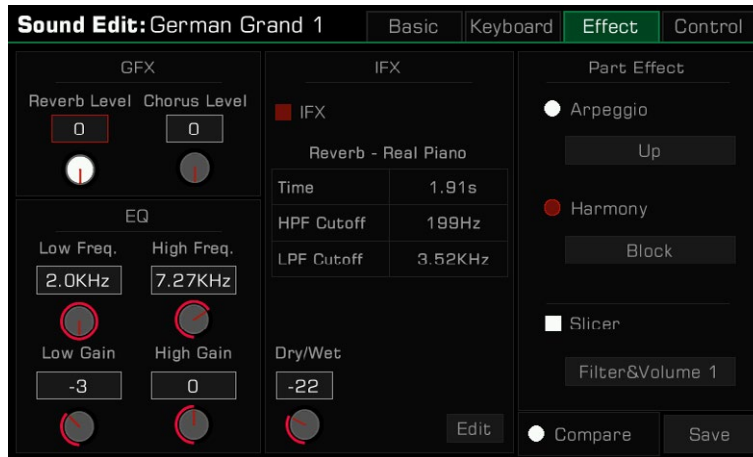 Sound Edit: German Grand 1
Basic
Keyboard
Effect
Control
GFX
Reverb Level
Chorus Level
0
0
EQ
Low Freq.
High Freq.
2.0KHz
7.27KHz
Low Gain
High Gain
-3
0
IFX
IFX
Reverb - Real Piano
Time 1.91s
HPF Cutoff 199Hz
LPF Cutoff 3.52KHz
Dry/Wet
-22
Edit
Part Effect
Arpeggio
Up
Harmony
Block
Slicer
Filter&Volume 1
Compare
Save